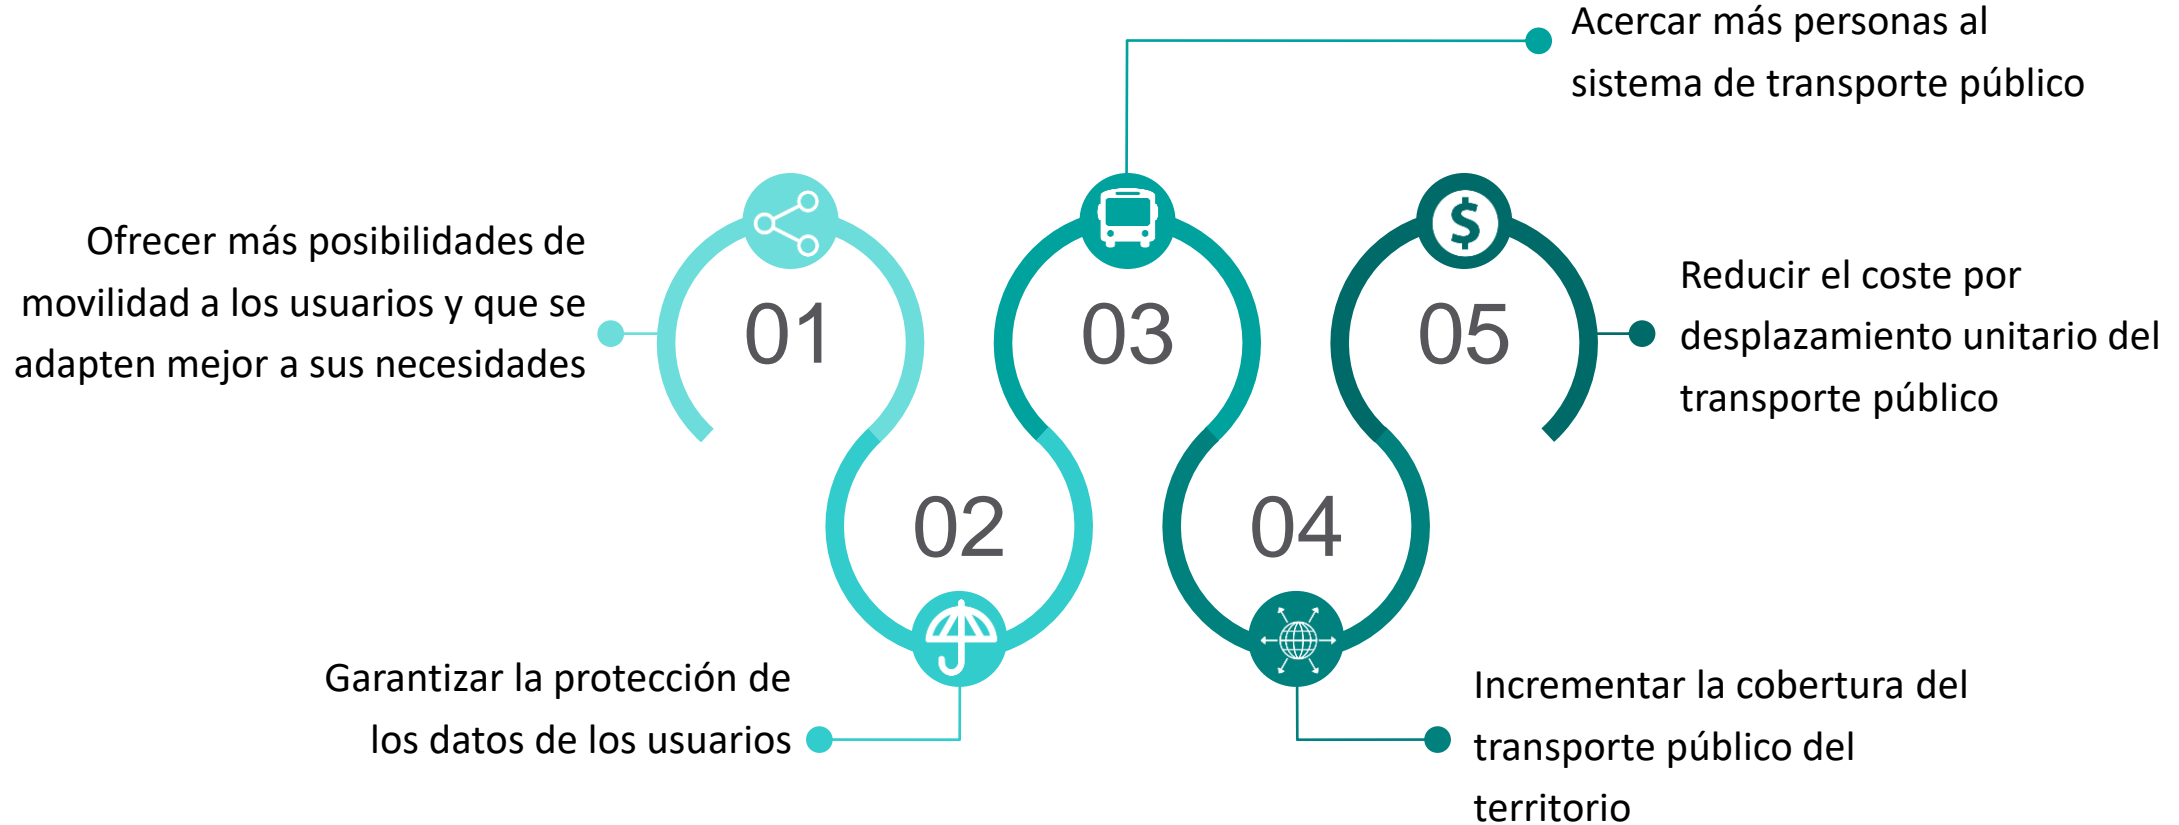 Ofrecer más posibilidades de
movilidad a los usuarios y que se
adapten mejor a sus necesidades
01
02
Garantizar la protección de
los datos de los usuarios
Acercar más personas al
sistema de transporte público
03
04
Incrementar la cobertura del
transporte público del
territorio
$
05
Reducir el coste por
desplazamiento unitario del
transporte público